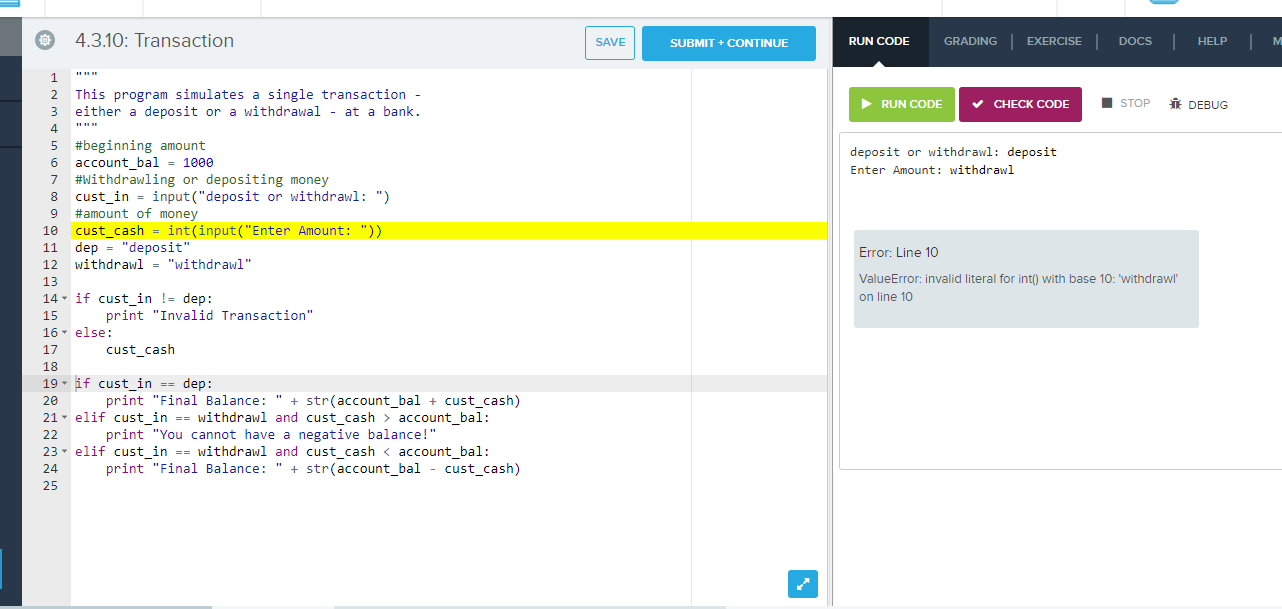 4.3.10: Transaction
SAVE
SUBMIT + CONTINUE
1 """
2 This program simulates a single transaction -
3 either a deposit or a withdrawal - at a bank.
4 """
5 #beginning amount
6 account_bal = 1000
7 #Withdrawling or depositing money
8 cust_in = input("deposit or withdrawl: ")
9 #amount of money
10 cust_cash = int(input("Enter Amount: "))
11 dep = "deposit"
12 withdrawl = "withdrawl"
13
14 if cust_in != dep:
15     print "Invalid Transaction"
16 else:
17     cust_cash
18
19 if cust_in == dep:
20     print "Final Balance: " + str(account_bal + cust_cash)
21 elif cust_in == withdrawl and cust_cash > account_bal:
22     print "You cannot have a negative balance!"
23 elif cust_in == withdrawl and cust_cash < account_bal:
24     print "Final Balance: " + str(account_bal - cust_cash)
25
RUN CODE
GRADING | EXERCISE | DOCS | HELP | M
RUN CODE
CHECK CODE
STOP
DEBUG
deposit or withdrawl: deposit
Enter Amount: withdrawl
Error: Line 10
ValueError: invalid literal for int() with base 10: 'withdrawl'
on line 10